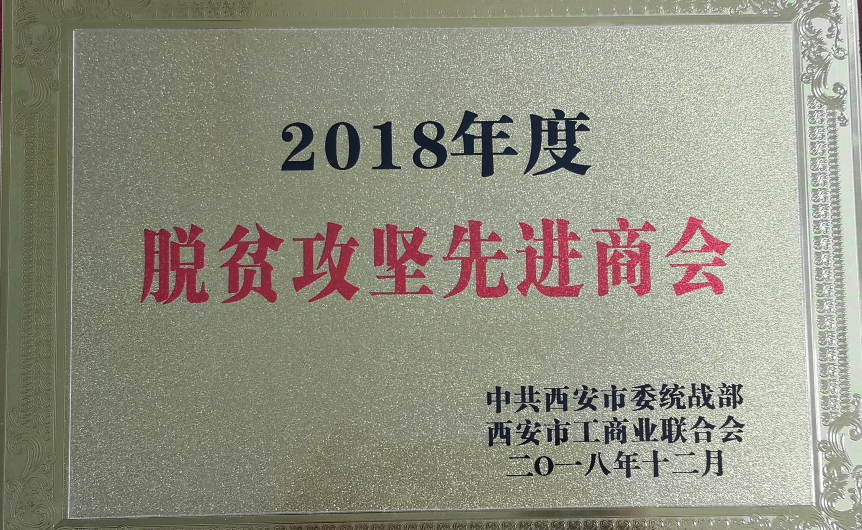 2018年度
脱贫攻坚先进商会
中共西安市委统战部
西安市工商业联合会
二O一八年十二月